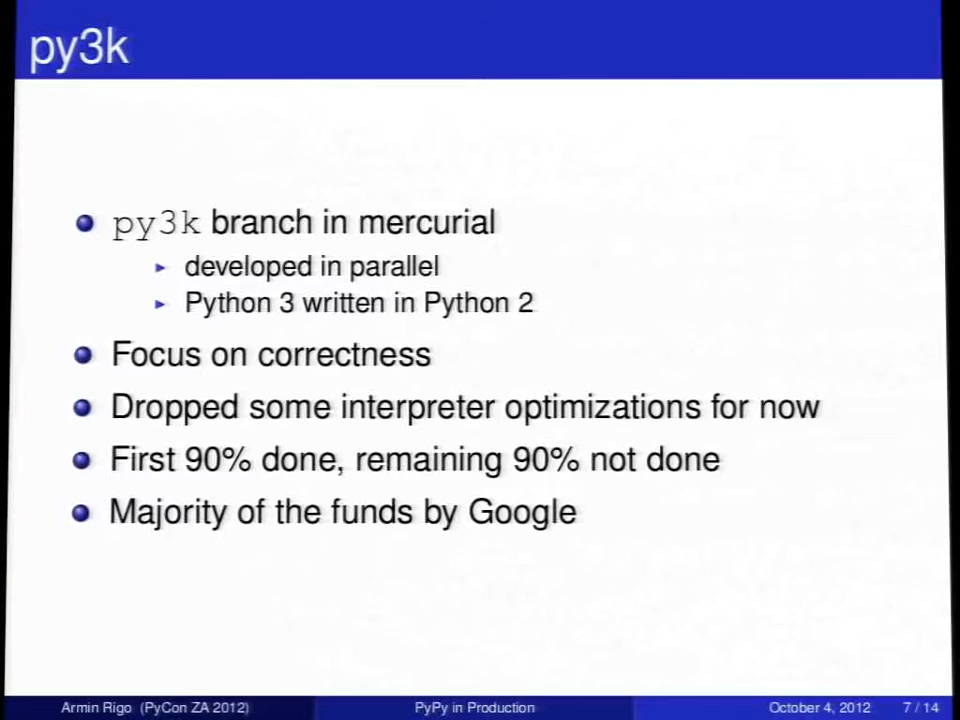 py3k
py3k branch in mercurial
developed in parallel
Python 3 written in Python 2
Focus on correctness
Dropped some interpreter optimizations for now
First 90% done, remaining 90% not done
Majority of the funds by Google
Armin Rigo (PyCon ZA 2012) PyPy in Production October 4, 2012 7 / 14